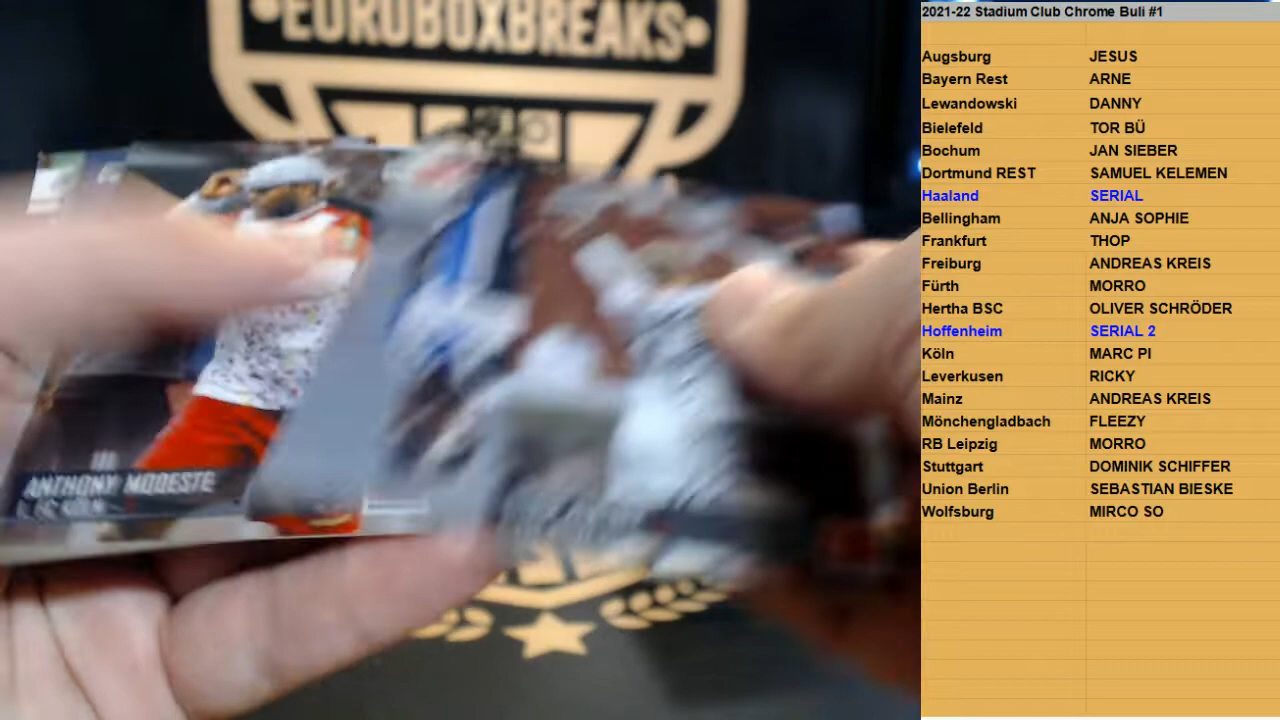 •EUROBOXBREAKS•
ANTHONY MODESTE
1. FC KÖLN
2021-22 Stadium Club Chrome Buli #1
Augsburg JESUS
Bayern Rest ARNE
Lewandowski DANNY
Bielefeld TOR BÜ
Bochum JAN SIEBER
Dortmund REST SAMUEL KELEMEN
Haaland SERIAL
Bellingham ANJA SOPHIE
Frankfurt THOP
Freiburg ANDREAS KREIS
Fürth MORRO
Hertha BSC OLIVER SCHRÖDER
Hoffenheim SERIAL 2
Köln MARC PI
Leverkusen RICKY
Mainz ANDREAS KREIS
Mönchengladbach FLEEZY
RB Leipzig MORRO
Stuttgart DOMINIK SCHIFFER
Union Berlin SEBASTIAN BIESKE
Wolfsburg MIRCO SO